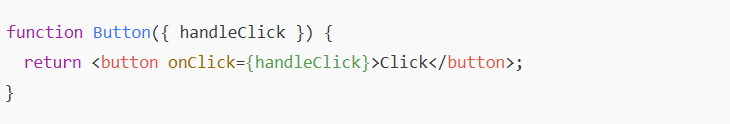 function Button({ handleClick }) {
  return <button onClick={handleClick}>Click</button>;
}